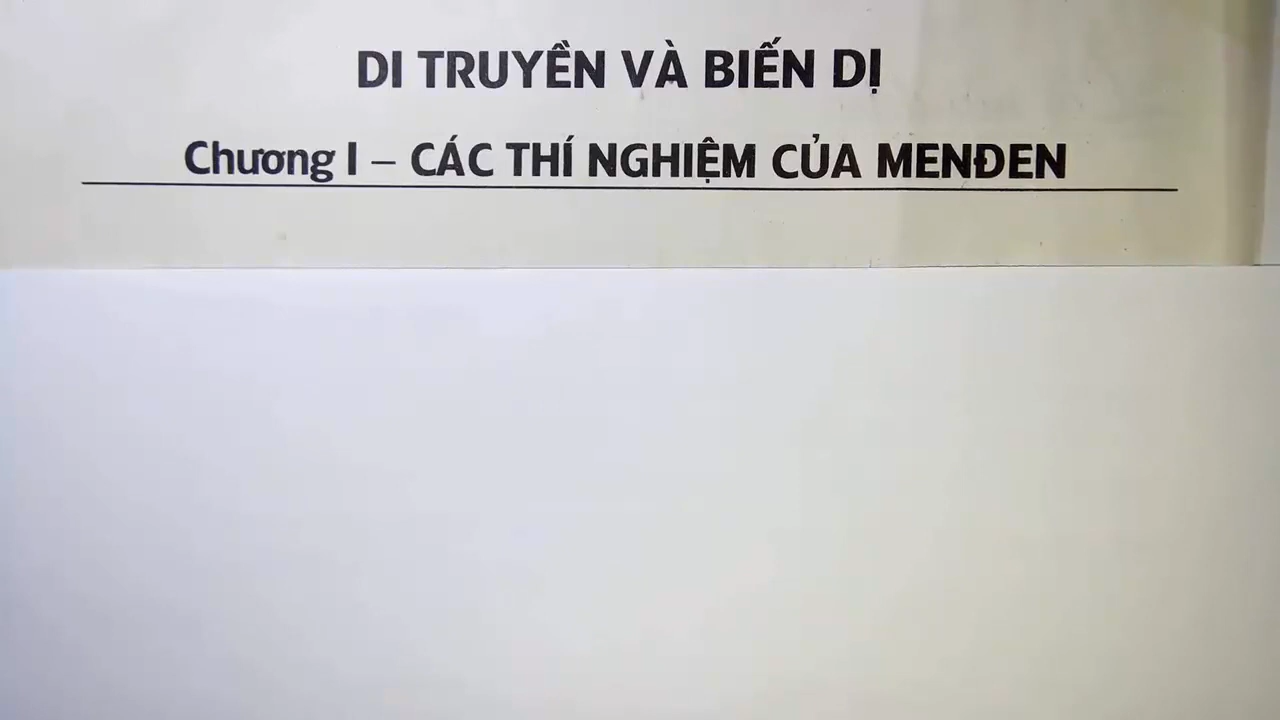 DI TRUYỀN VÀ BIẾN DỊ
Chương I – CÁC THÍ NGHIỆM CỦA MENĐEN